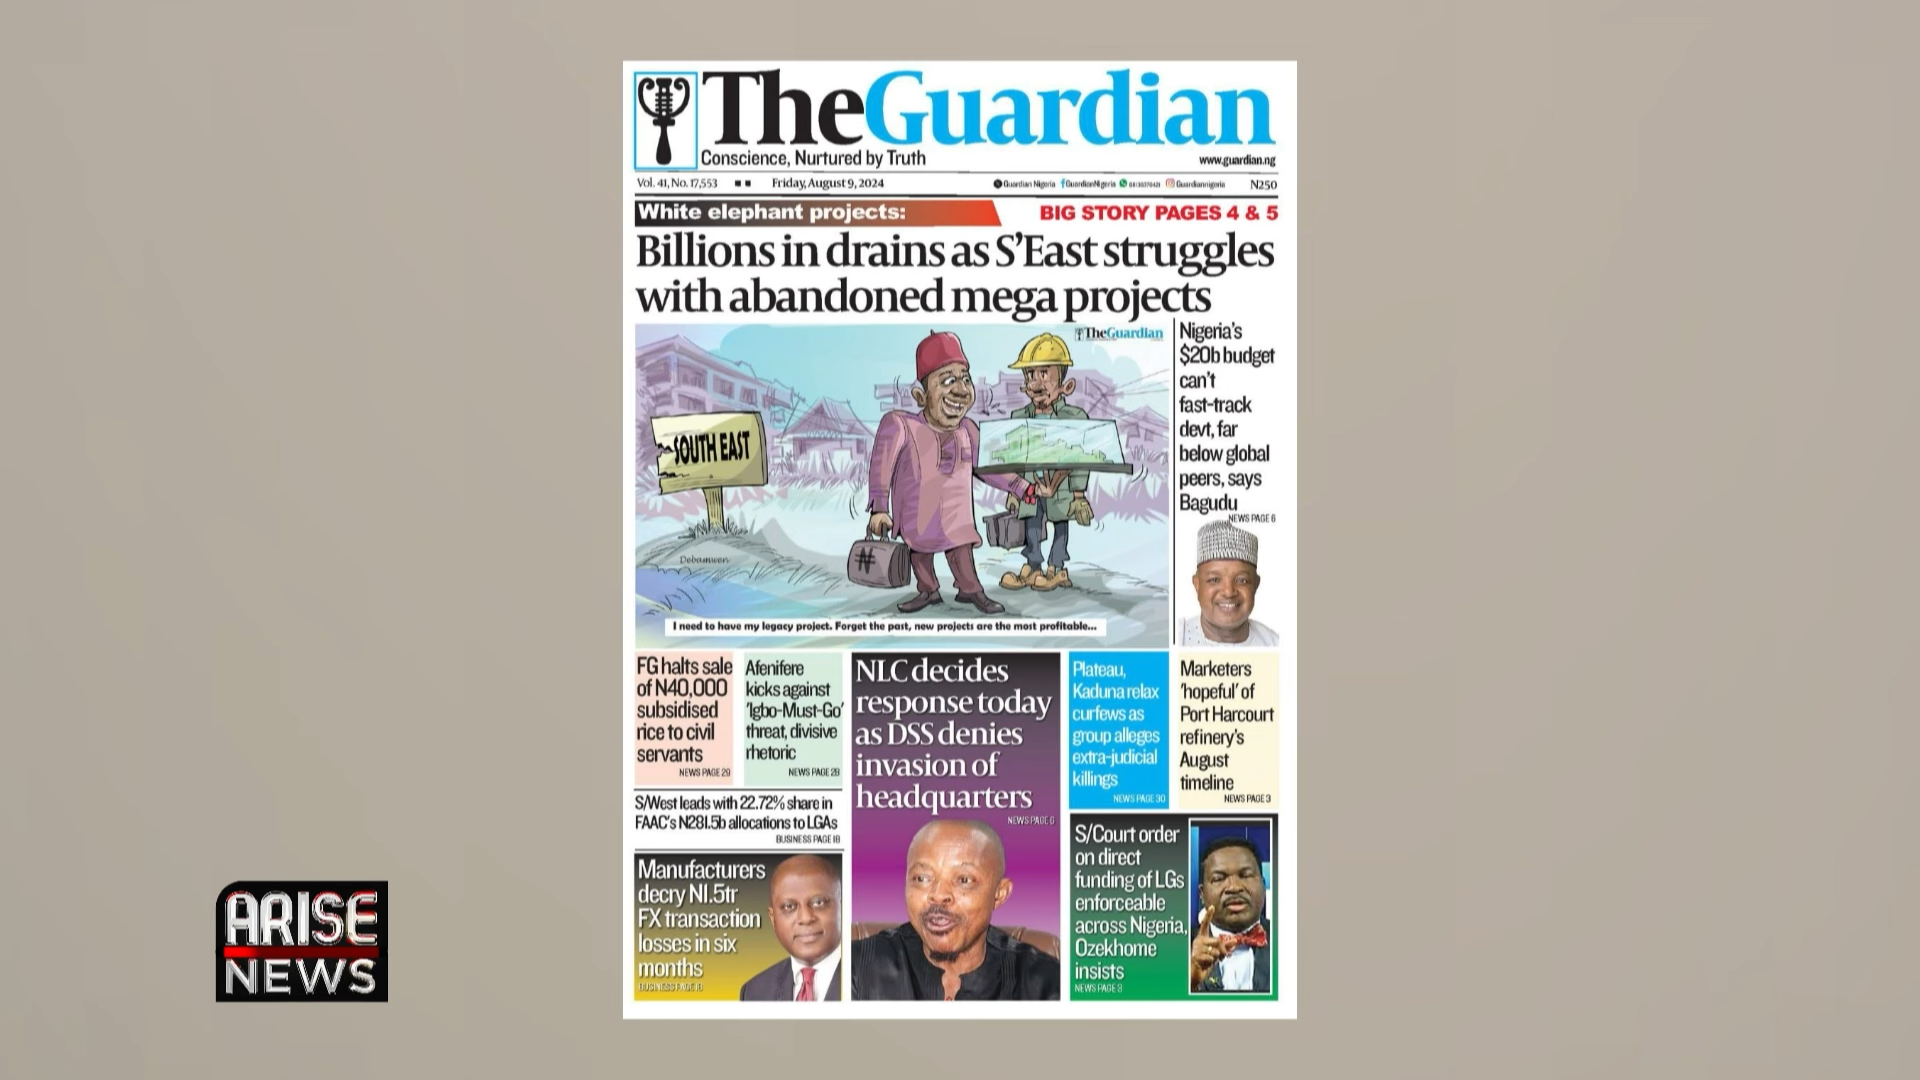 TheGuardian
Conscience, Nurtured by Truth
www.guardian.ng
Vol. 41, No. 17,553
Friday, August 9, 2024
Guardian Nigeria
GuardianNigeria
Guardiannigeria
N250
White elephant projects:
BIG STORY PAGES 4 & 5
Billions in drains as S'East struggles
with abandoned mega projects
TheGuardian
SOUTH EAST
₦
Debamwen
I need to have my legacy project. Forget the past, new projects are the most profitable...
Nigeria's
$20b budget
can't
fast-track
devt, far
below global
peers, says
Bagudu
NEWS PAGE 6
FG halts sale
of N40,000
subsidised
rice to civil
servants
NEWS PAGE 29
Afenifere
kicks against
'Igbo-Must-Go'
threat, divisive
rhetoric
NEWS PAGE 28
S/West leads with 22.72% share in
FAAC's N281.5b allocations to LGAs
BUSINESS PAGE 18
Manufacturers
decry N1.5tr
FX transaction
losses in six
months
BUSINESS PAGE
NLC decides
response today
as DSS denies
invasion of
headquarters
NEWS PAGE
Plateau,
Kaduna relax
curfews as
group alleges
extra-judicial
killings
NEWS PAGE 30
Marketers
'hopeful' of
Port Harcourt
refinery's
August
timeline
NEWS PAGE 3
S/Court order
on direct
funding of LGs
enforceable
across Nigeria,
Ozekhome
insists
NEWS PAGE 3
ARISE
NEWS